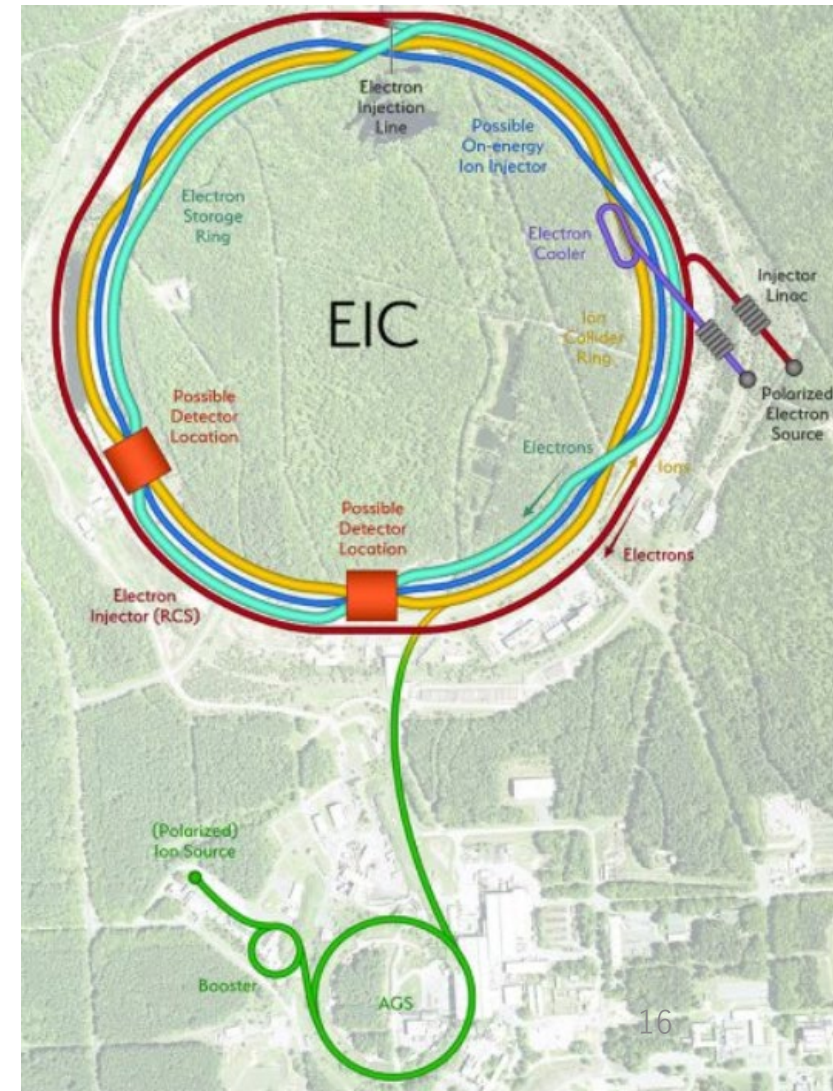 Electron
Injection
Line
Possible
On-energy
Ion Injector
Electron
Storage
Ring
Electron
Cooler
Injector
Linac
EIC
Ion
Collider
Ring
Polarized
Electron
Source
Possible
Detector
Location
Electrons
Ions
Possible
Detector
Location
Electrons
Electron
Injector (RCS)
(Polarized)
Ion Source
Booster
AGS
16